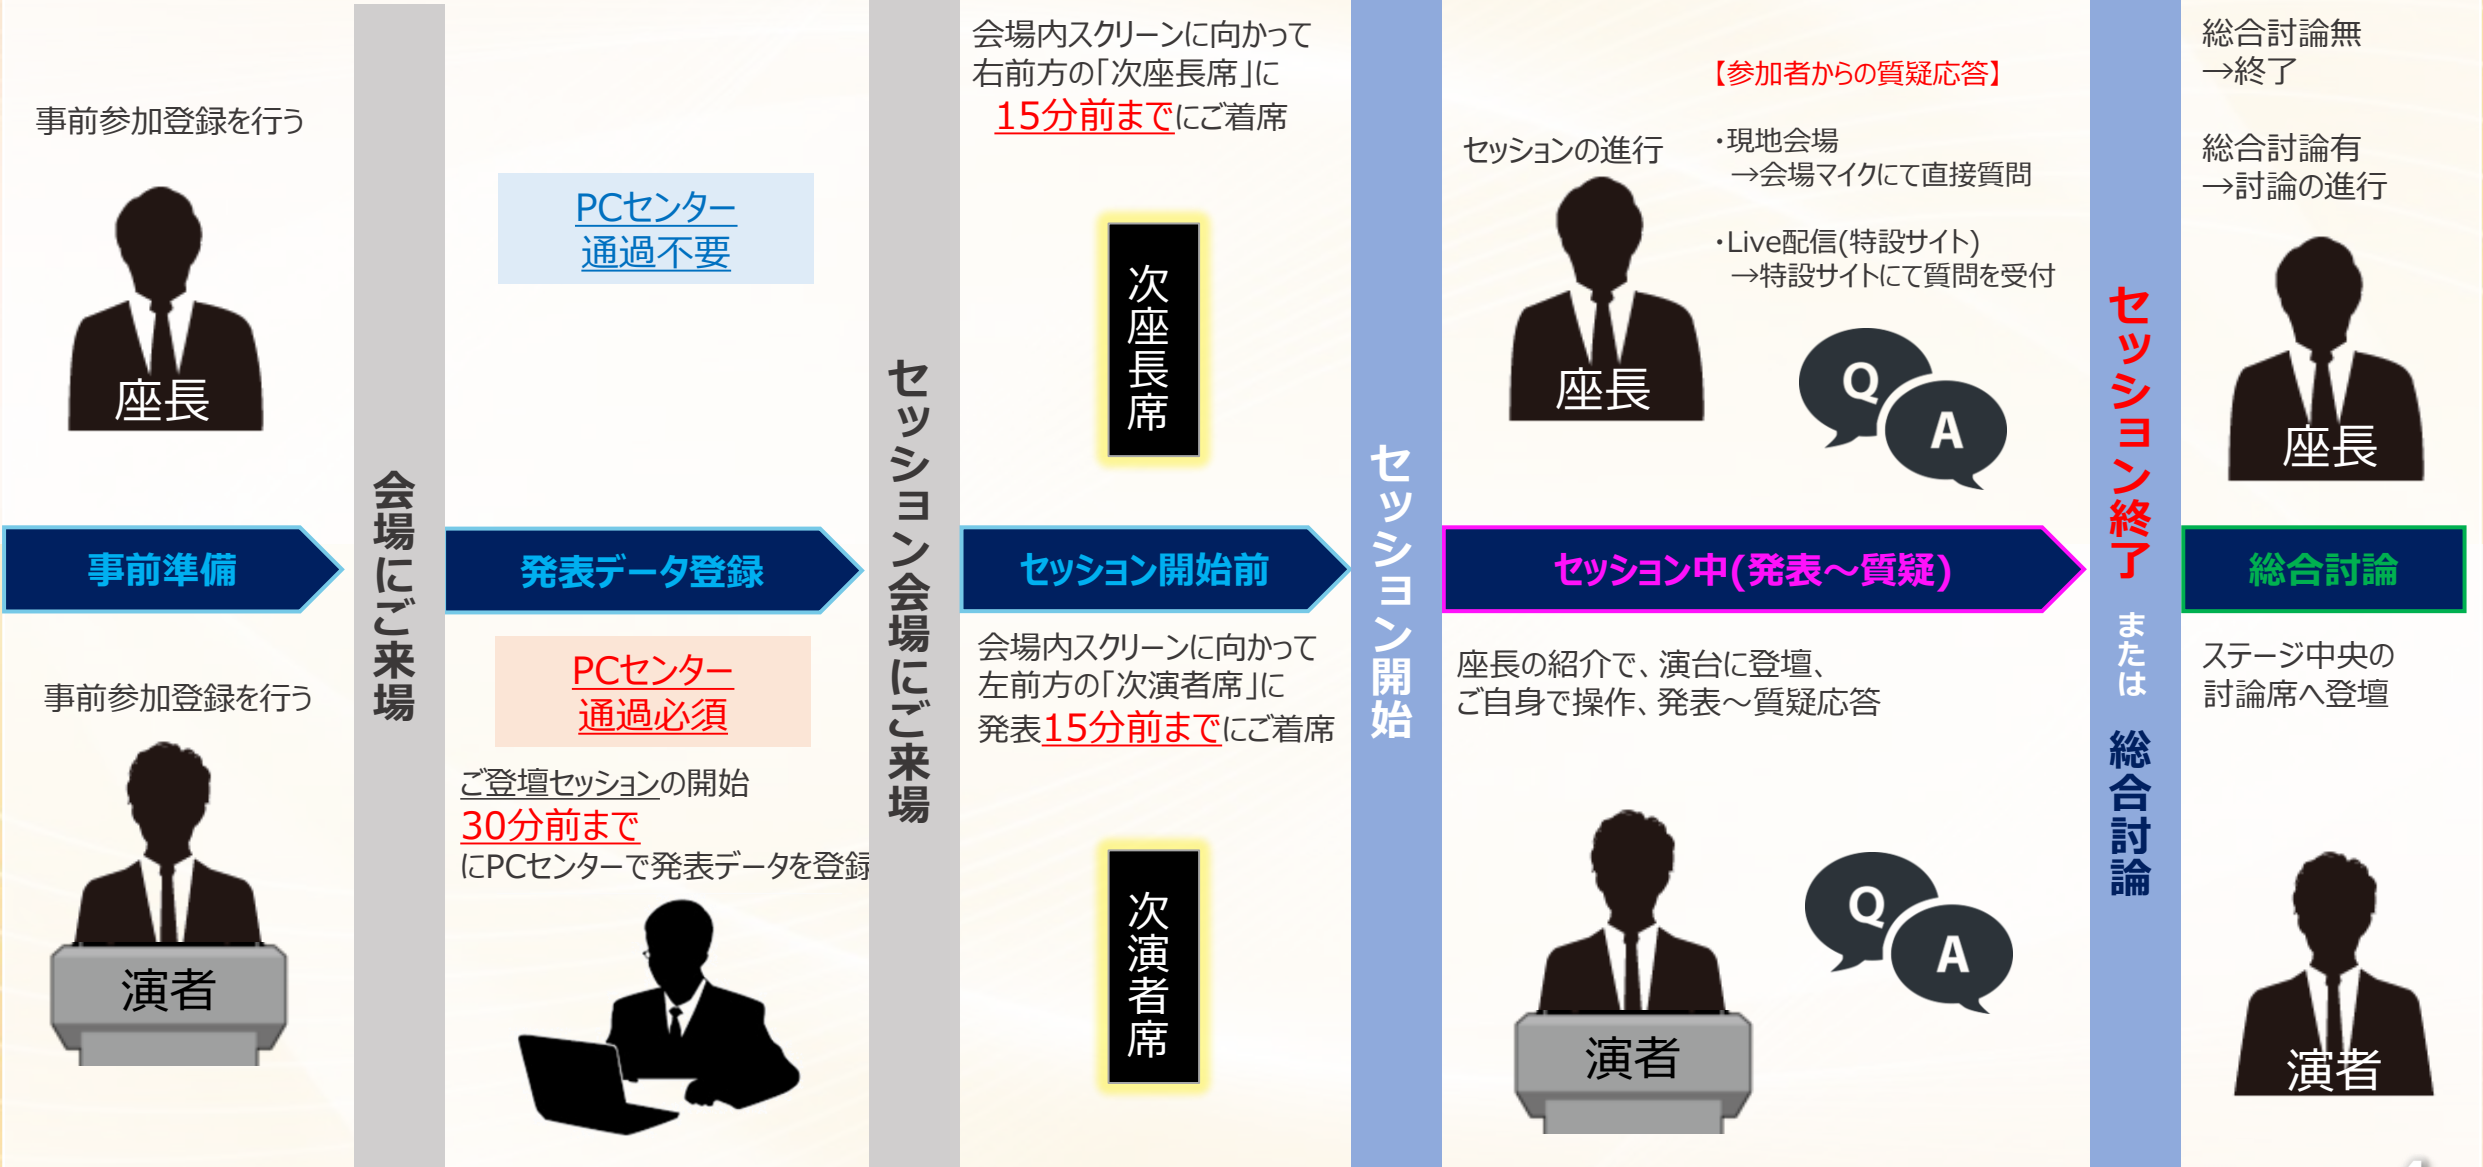 事前参加登録を行う
座長
事前準備
事前参加登録を行う
演者
会場にご来場
PCセンター
通過不要
発表データ登録
PCセンター
通過必須
ご登壇セッションの開始
30分前まで
にPCセンターで発表データを登録
セッション会場にご来場
会場内スクリーンに向かって
右前方の「次座長席」に
15分前までにご着席
次座長席
セッション開始前
会場内スクリーンに向かって
左前方の「次演者席」に
発表15分前までにご着席
次演者席
セッション開始
セッションの進行
座長
【参加者からの質疑応答】
・現地会場
→会場マイクにて直接質問
・Live配信(特設サイト)
→特設サイトにて質問を受付
Q
A
セッション中(発表～質疑)
座長の紹介で、演台に登壇、
ご自身で操作、発表～質疑応答
演者
Q
A
セッション終了 または 総合討論
総合討論無
→終了
総合討論有
→討論の進行
座長
総合討論
ステージ中央の
討論席へ登壇
演者